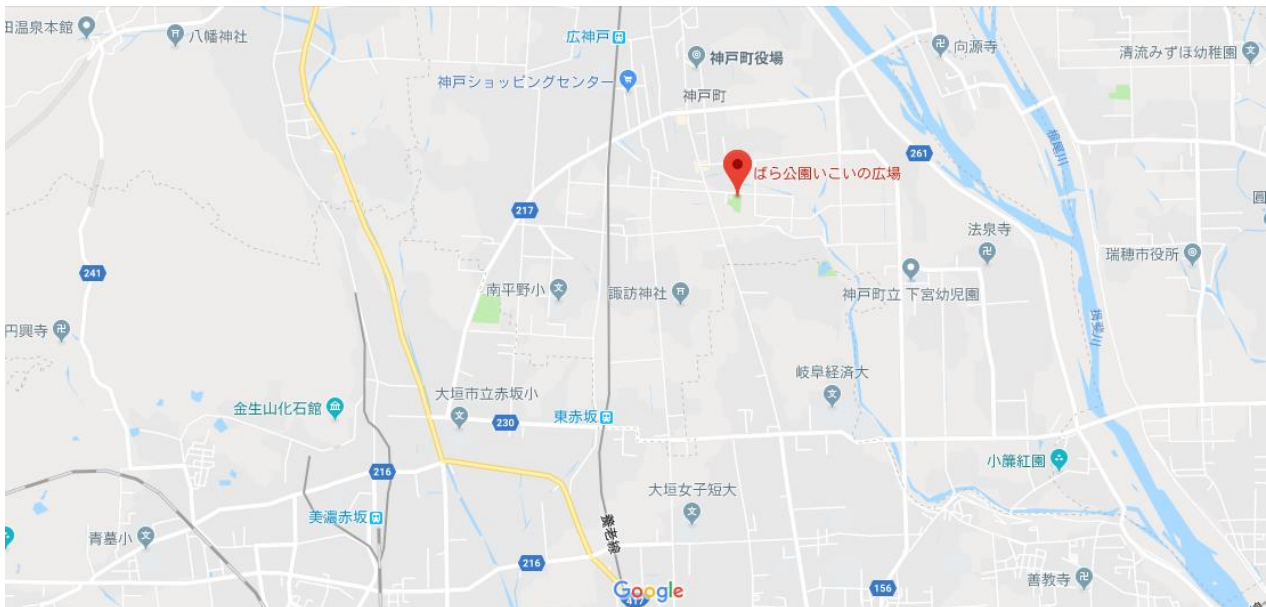 田温泉本館
八幡神社
広神戸
神戸町役場
向源寺
清流みずほ幼稚園
神戸ショッピングセンター
神戸町
根尾川
261
ばら公園いこいの広場
217
法泉寺
瑞穂市役所
241
南平野小
諏訪神社
神戸町立 下宮幼児園
円興寺
揖斐川
岐阜経済大
大垣市立赤坂小
金生山化石館
230
東赤坂
216
小簾紅園
大垣女子短大
美濃赤坂
青墓小
養老線
216
Google
156
善教寺